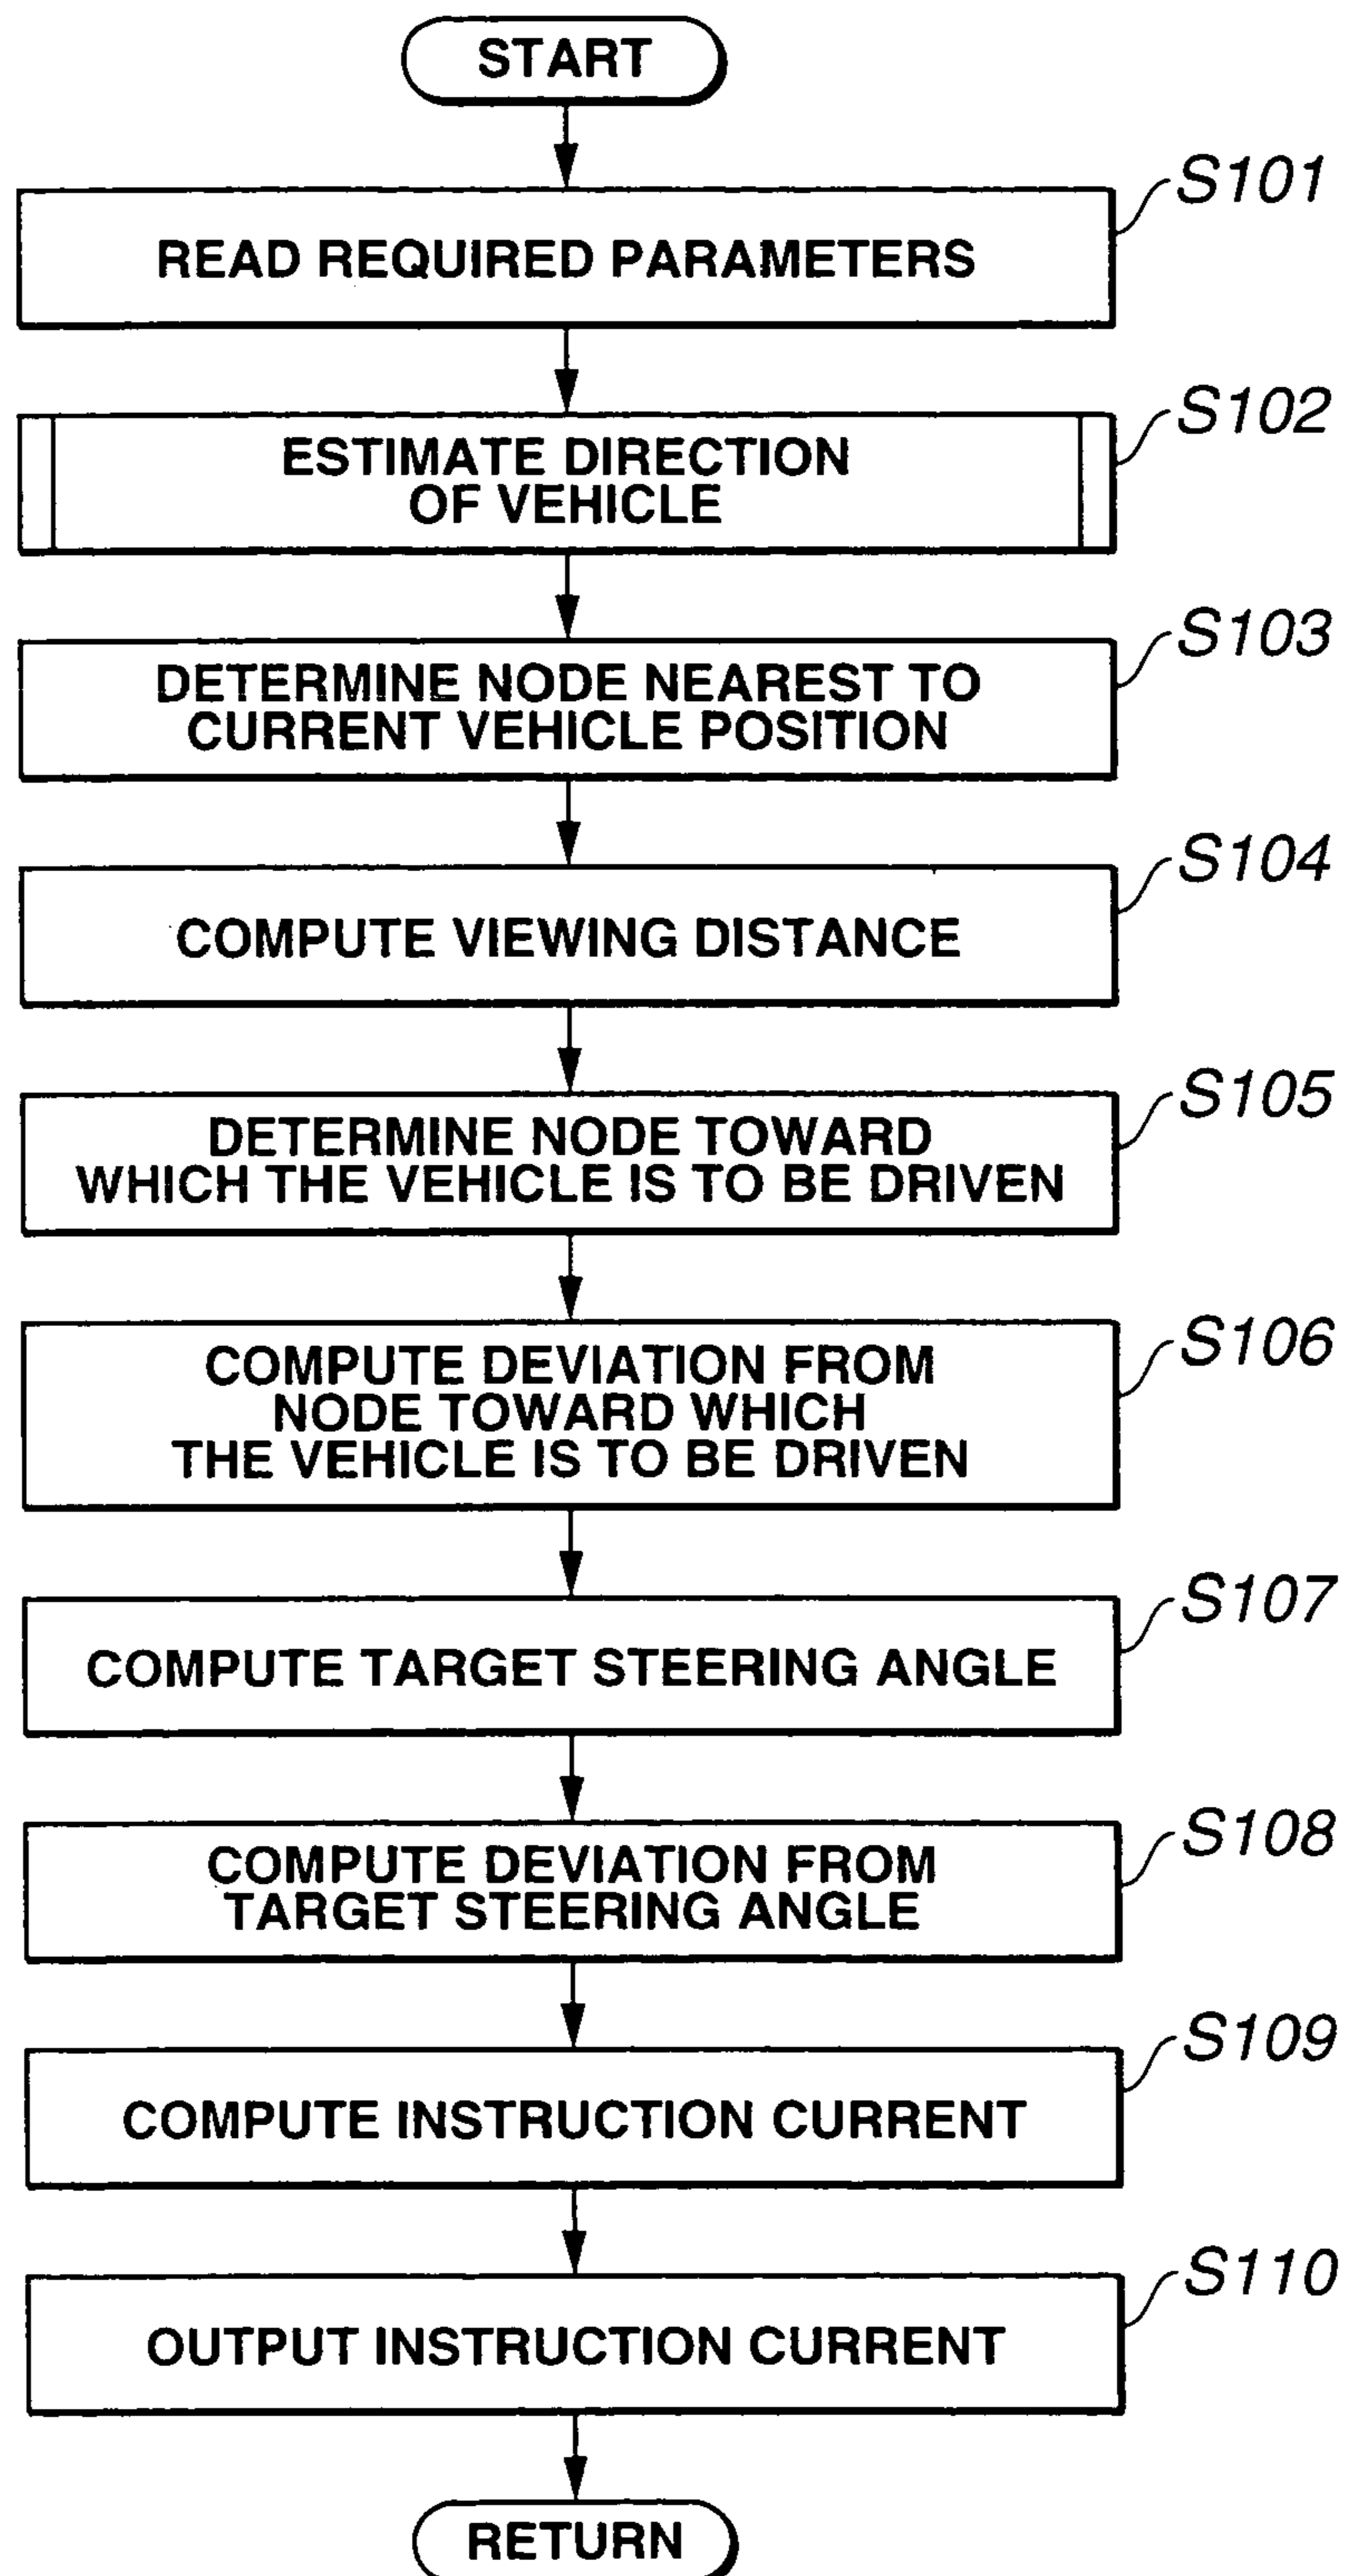 START
S101
READ REQUIRED PARAMETERS
S102
ESTIMATE DIRECTION
OF VEHICLE
S103
DETERMINE NODE NEAREST TO
CURRENT VEHICLE POSITION
S104
COMPUTE VIEWING DISTANCE
S105
DETERMINE NODE TOWARD
WHICH THE VEHICLE IS TO BE DRIVEN
S106
COMPUTE DEVIATION FROM
NODE TOWARD WHICH
THE VEHICLE IS TO BE DRIVEN
S107
COMPUTE TARGET STEERING ANGLE
S108
COMPUTE DEVIATION FROM
TARGET STEERING ANGLE
S109
COMPUTE INSTRUCTION CURRENT
S110
OUTPUT INSTRUCTION CURRENT
RETURN